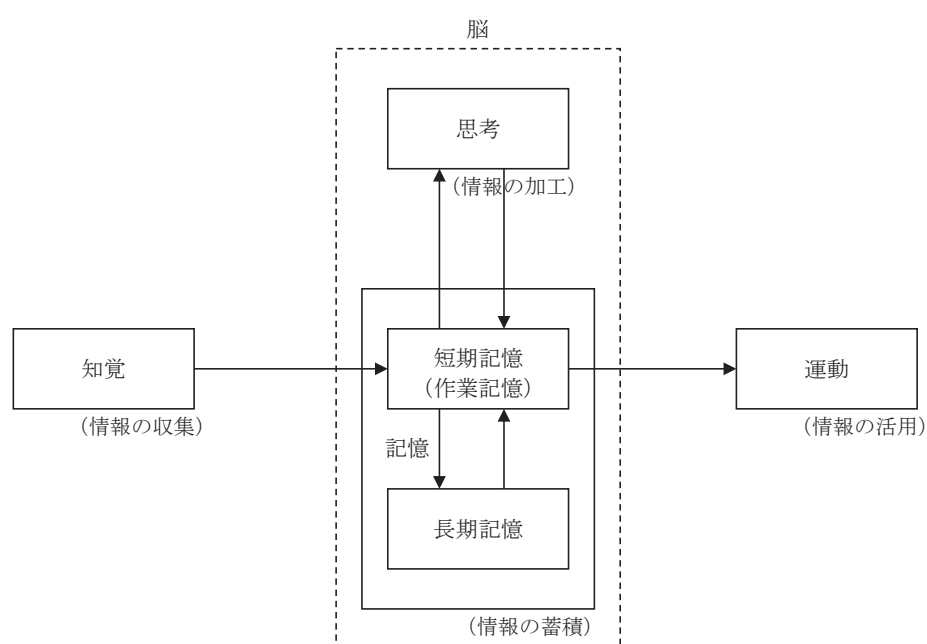 脳
思考
（情報の加工）
知覚
（情報の収集）
短期記憶
（作業記憶）
運動
（情報の活用）
記憶
長期記憶
（情報の蓄積）